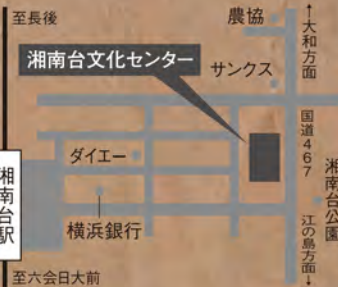 至長後
農協
↑大和方面
湘南台文化センター
サンクス
国道467
ダイエー
湘南台公園
湘南台駅
横浜銀行
江の島方面↓
至六会日大前